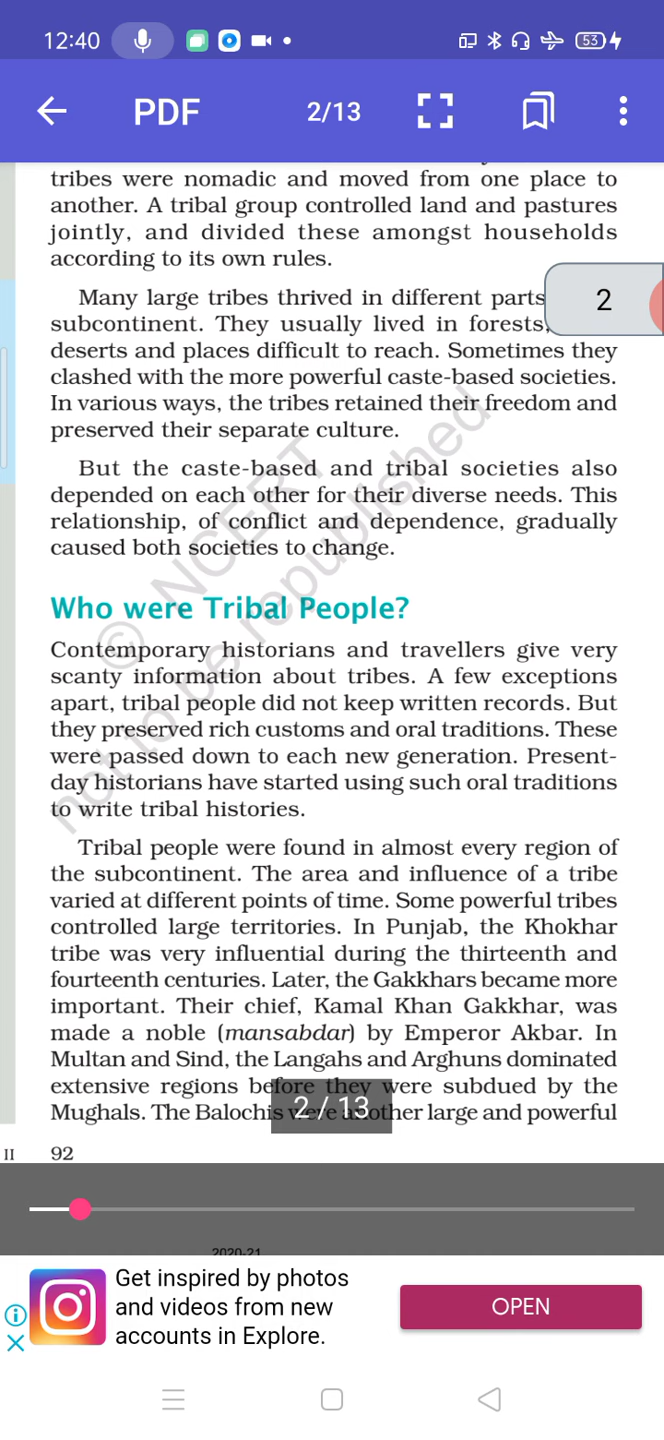 12:40
53
PDF 2/13
tribes were nomadic and moved from one place to
another. A tribal group controlled land and pastures
jointly, and divided these amongst households
according to its own rules.
Many large tribes thrived in different parts
2
subcontinent. They usually lived in forests,
deserts and places difficult to reach. Sometimes they
clashed with the more powerful caste-based societies.
In various ways, the tribes retained their freedom and
preserved their separate culture.
But the caste-based and tribal societies also
depended on each other for their diverse needs. This
relationship, of conflict and dependence, gradually
caused both societies to change.
Who were Tribal People?
Contemporary historians and travellers give very
scanty information about tribes. A few exceptions
apart, tribal people did not keep written records. But
they preserved rich customs and oral traditions. These
were passed down to each new generation. Present-
day historians have started using such oral traditions
to write tribal histories.
Tribal people were found in almost every region of
the subcontinent. The area and influence of a tribe
varied at different points of time. Some powerful tribes
controlled large territories. In Punjab, the Khokhar
tribe was very influential during the thirteenth and
fourteenth centuries. Later, the Gakkhars became more
important. Their chief, Kamal Khan Gakkhar, was
made a noble (mansabdar) by Emperor Akbar. In
Multan and Sind, the Langahs and Arghuns dominated
extensive regions before they were subdued by the
Mughals. The Balochis were another large and powerful
2 / 13
© NCERT
not to be republished
II 92
2020-21
Get inspired by photos
and videos from new
accounts in Explore.
OPEN